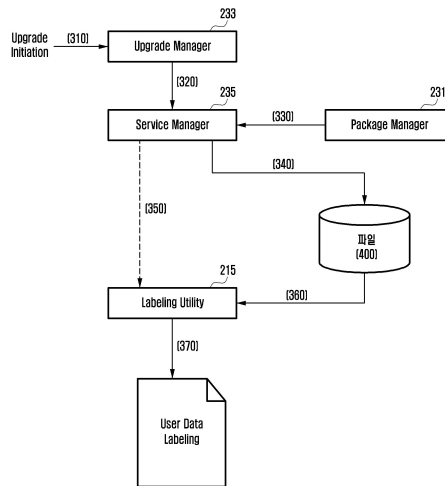 233
Upgrade
Initiation
(310)
Upgrade Manager
(320)
235
231
Service Manager
(330)
Package Manager
(340)
(350)
파일
(400)
215
Labeling Utility
(360)
(370)
User Data
Labeling